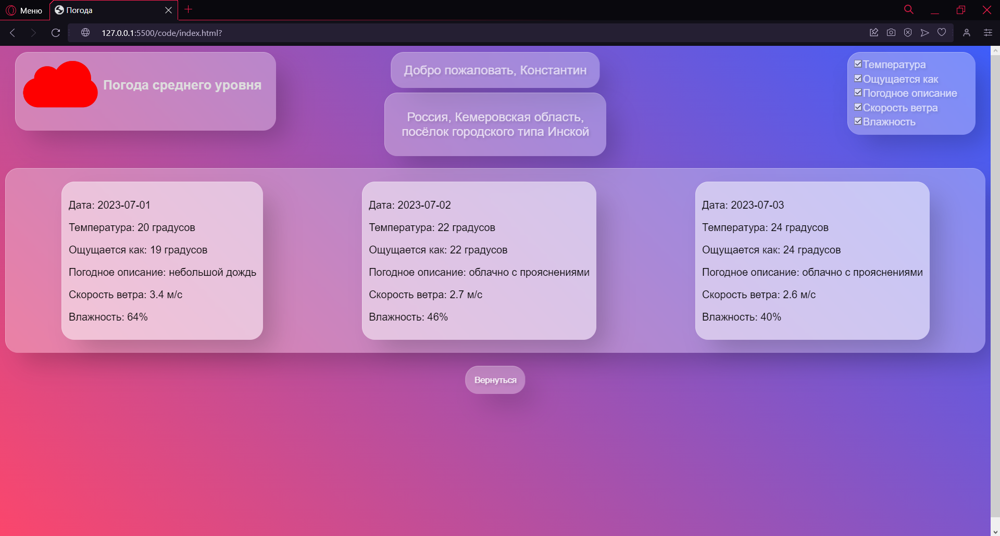 Меню
Погода
127.0.0.1:5500/code/index.html?
Погода среднего уровня
Добро пожаловать, Константин
Россия, Кемеровская область,
посёлок городского типа Инской
Температура
Ощущается как
Погодное описание
Скорость ветра
Влажность
Дата: 2023-07-01
Температура: 20 градусов
Ощущается как: 19 градусов
Погодное описание: небольшой дождь
Скорость ветра: 3.4 м/с
Влажность: 64%
Дата: 2023-07-02
Температура: 22 градусов
Ощущается как: 22 градусов
Погодное описание: облачно с прояснениями
Скорость ветра: 2.7 м/с
Влажность: 46%
Дата: 2023-07-03
Температура: 24 градусов
Ощущается как: 24 градусов
Погодное описание: облачно с прояснениями
Скорость ветра: 2.6 м/с
Влажность: 40%
Вернуться